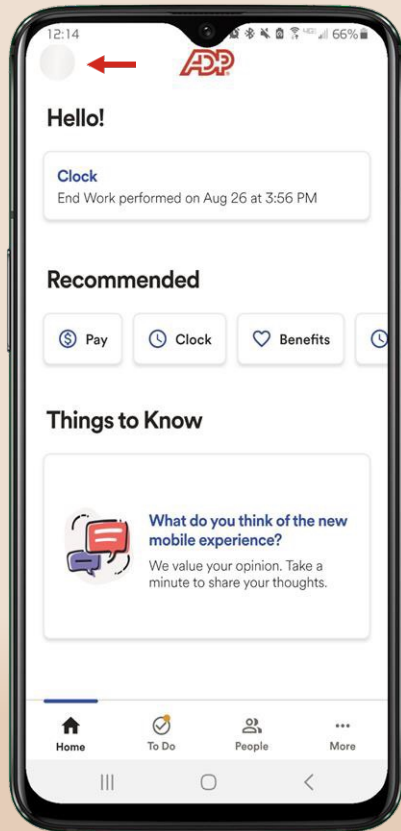 12:14
66%
ADP
Hello!
Clock
End Work performed on Aug 26 at 3:56 PM
Recommended
Pay
Clock
Benefits
Things to Know
What do you think of the new
mobile experience?
We value your opinion. Take a
minute to share your thoughts.
Home
To Do
People
More